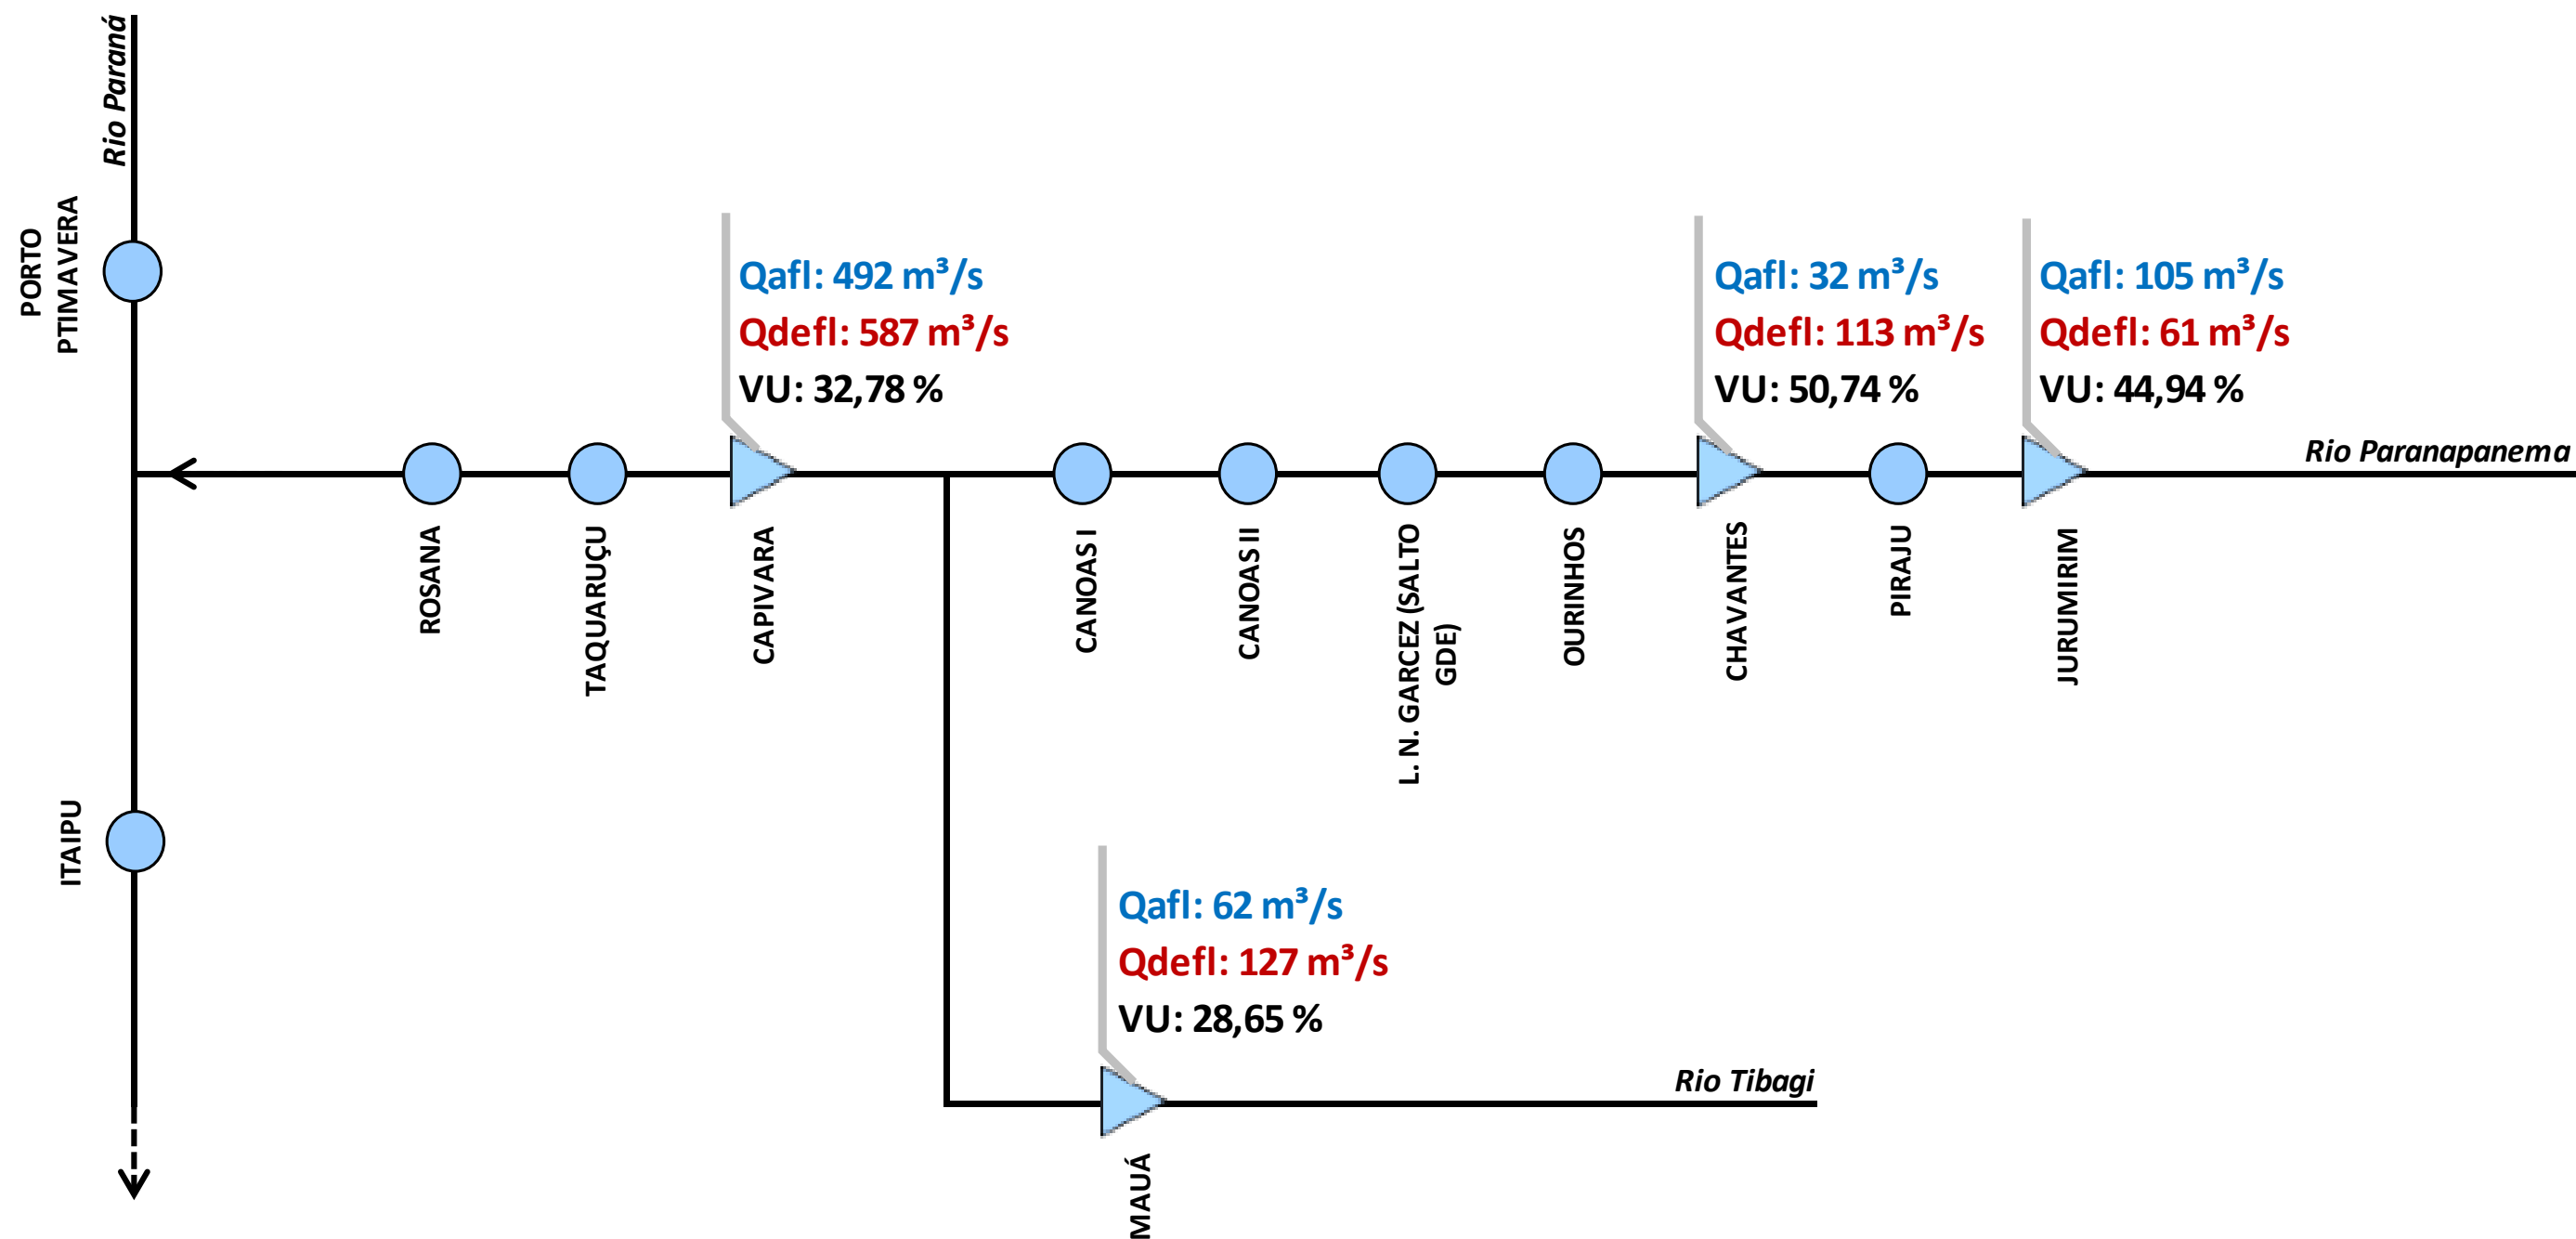 Rio Paraná
PORTO
PTIMAVERA
Qafl: 492 m³/s
Qdefl: 587 m³/s
VU: 32,78 %
Qafl: 32 m³/s
Qdefl: 113 m³/s
VU: 50,74 %
Qafl: 105 m³/s
Qdefl: 61 m³/s
VU: 44,94 %
Rio Paranapanema
ROSANA
TAQUARUÇU
CAPIVARA
CANOAS I
CANOAS II
L. N. GARCEZ (SALTO
GDE)
OURINHOS
CHAVANTES
PIRAJU
JURUMIRIM
ITAIPU
Qafl: 62 m³/s
Qdefl: 127 m³/s
VU: 28,65 %
Rio Tibagi
MAUÁ